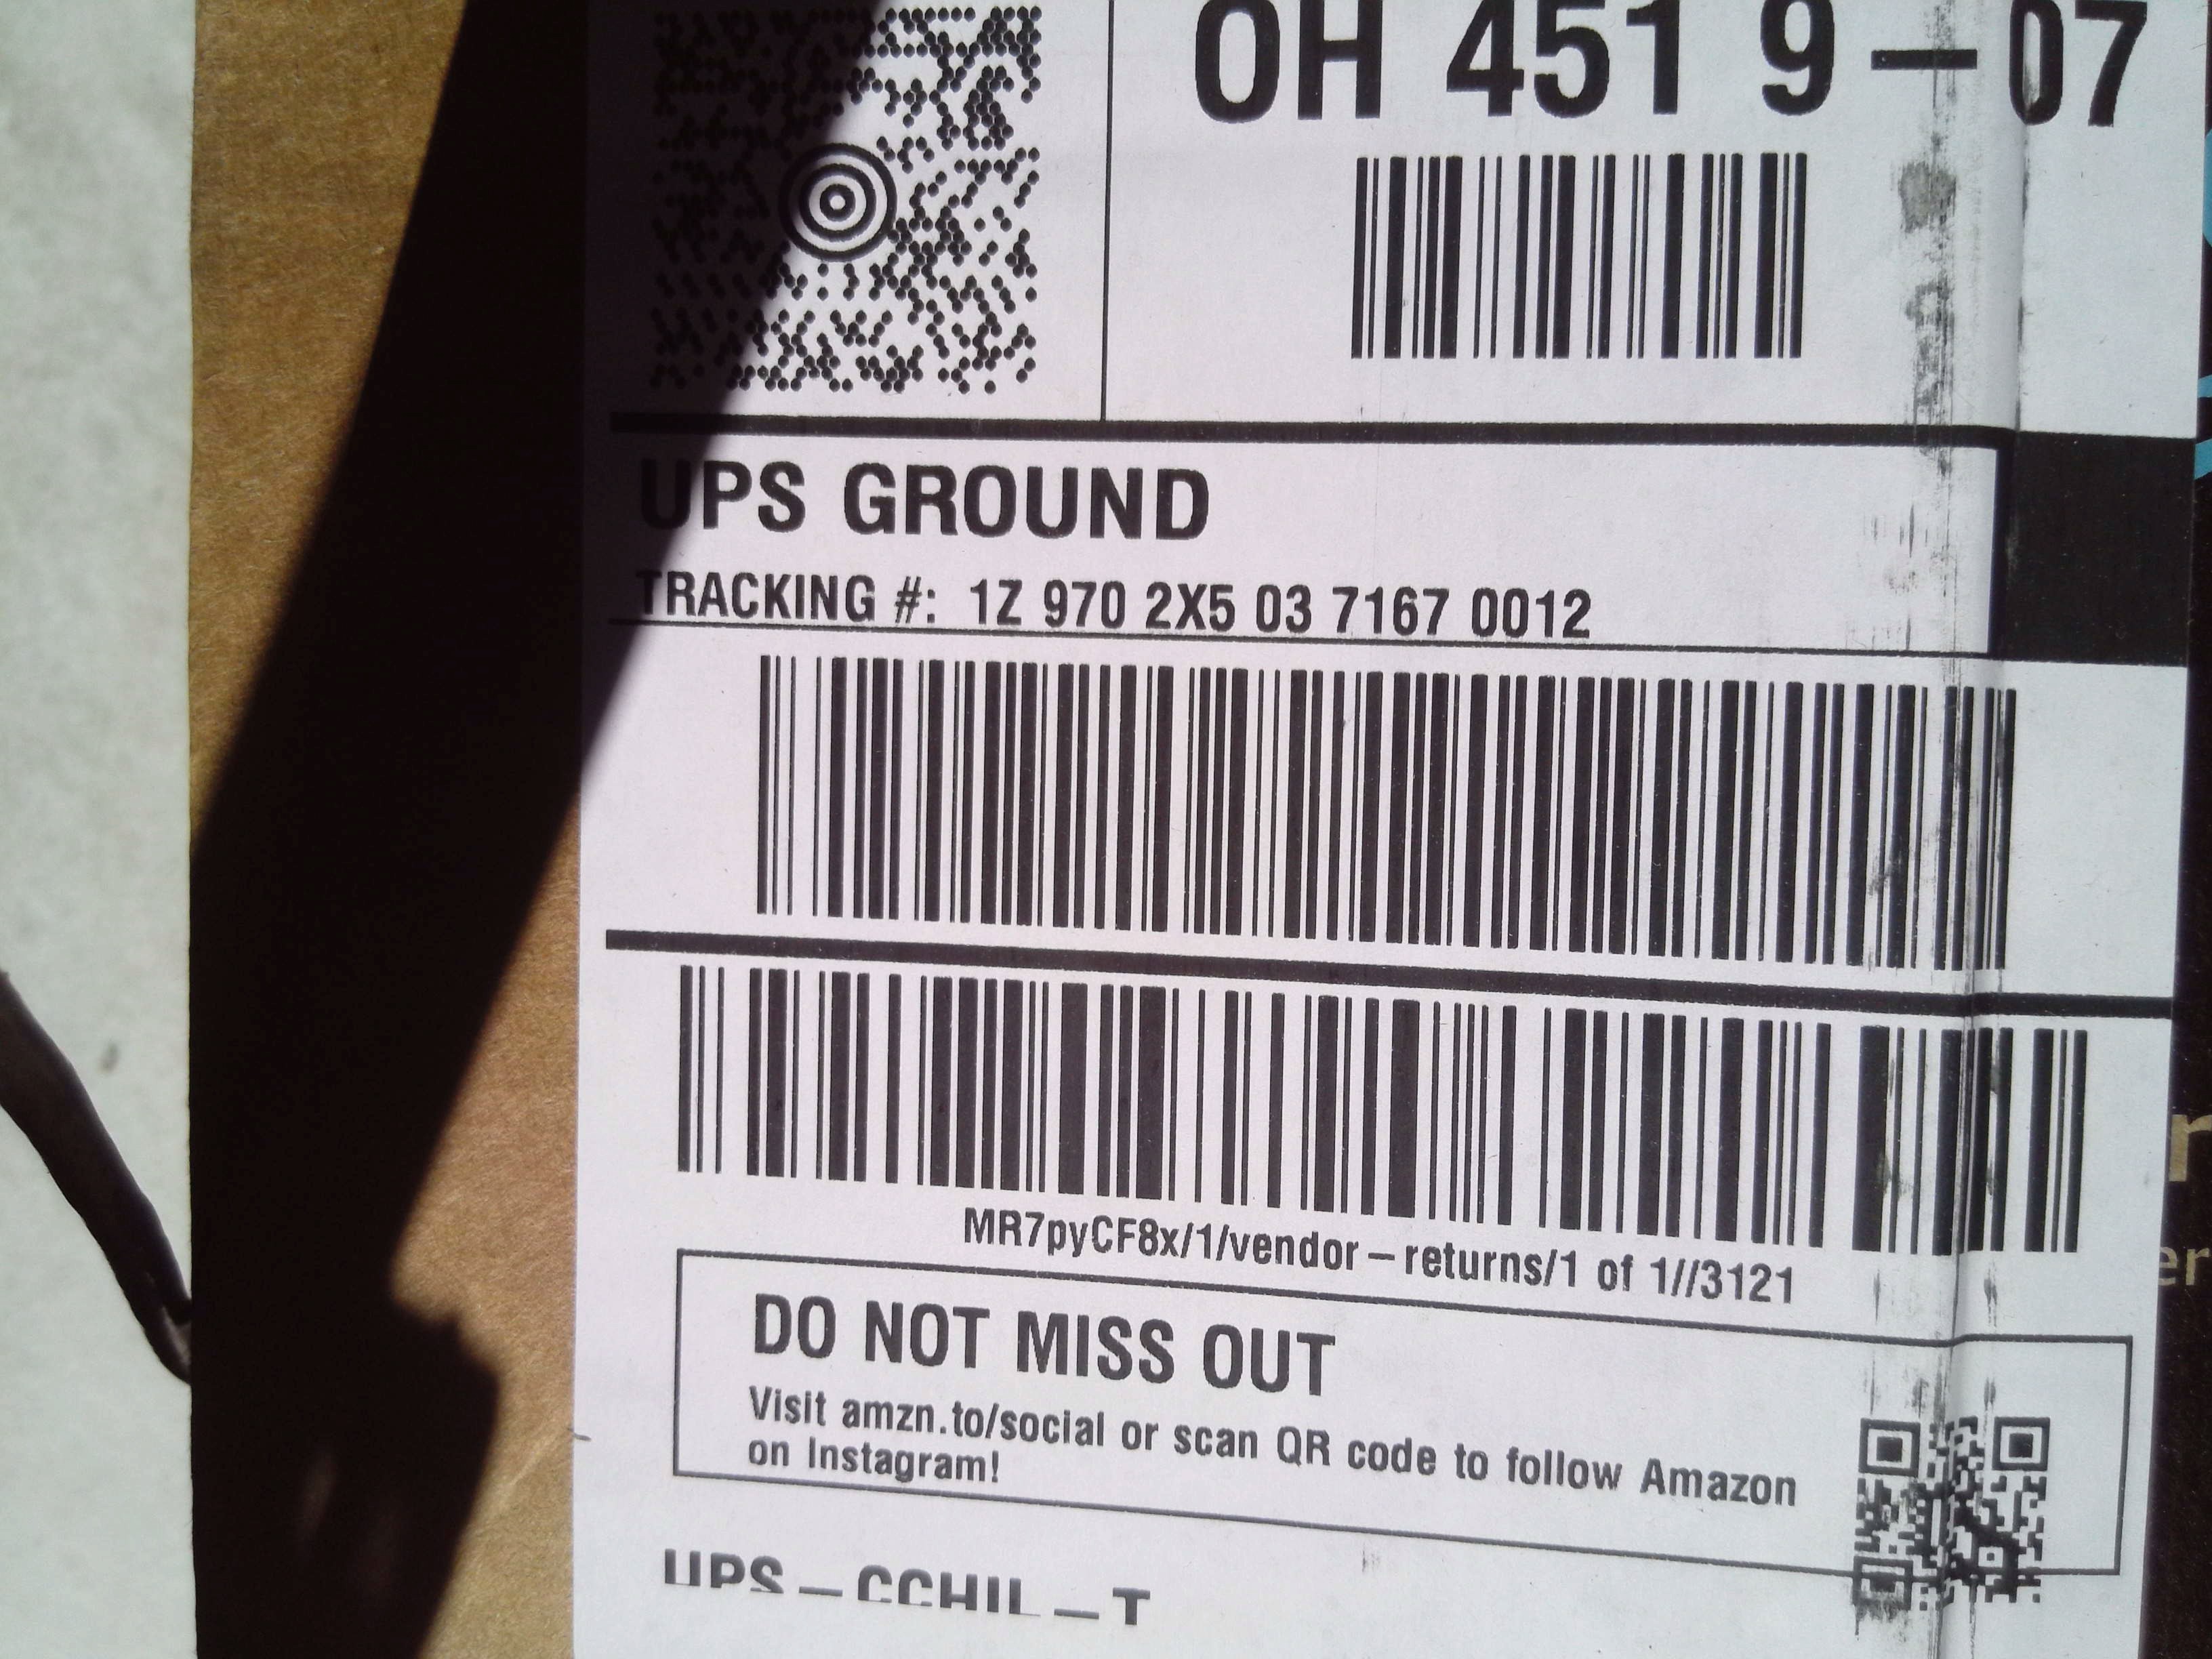 OH 451 9-07
UPS GROUND
TRACKING #: 1Z 970 2X5 03 7167 0012
MR7pyCF8x/1/vendor-returns/1 of 1//3121
DO NOT MISS OUT
Visit amzn.to/social or scan QR code to follow Amazon
on Instagram!
UPS-CCHIL-T